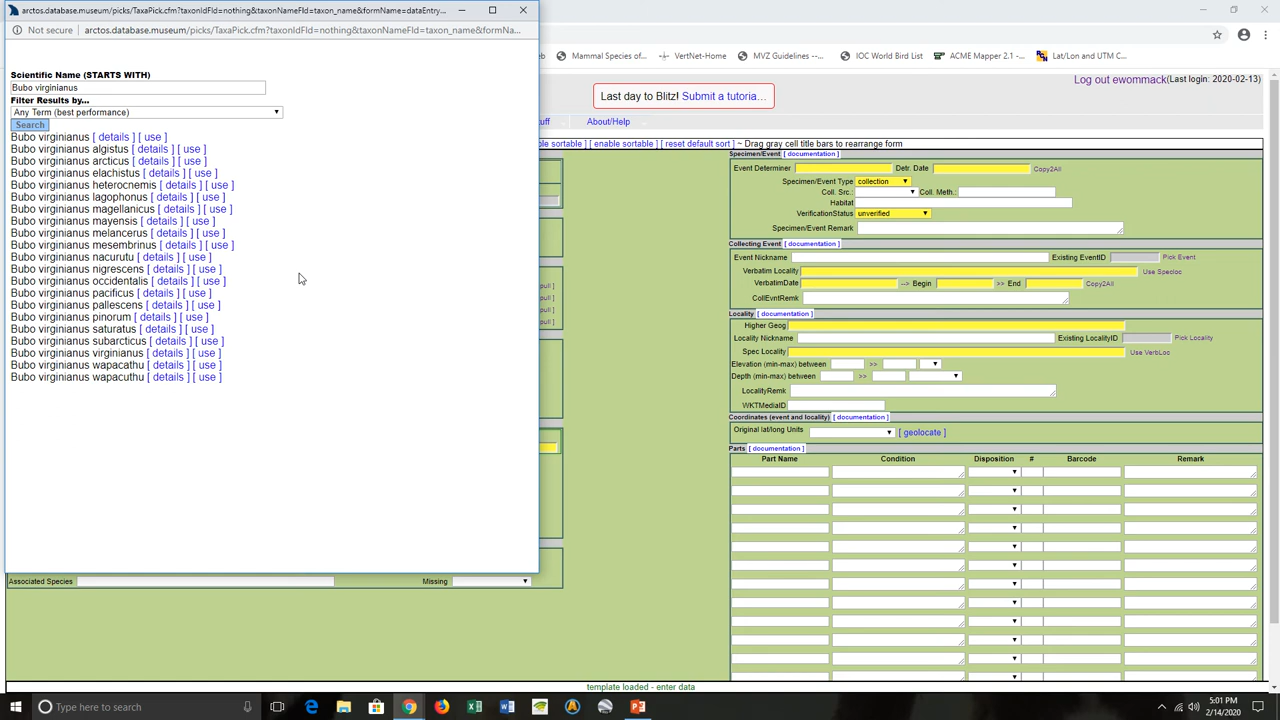 arctos.database.museum/picks/TaxaPick.cfm?taxonIdFld=nothing&taxonNameFld=taxon_name&formName=dataEntry...
Not secure arctos.database.museum/picks/TaxaPick.cfm?taxonIdFld=nothing&taxonNameFld=taxon_name&formNa...
Mammal Species of... VertNet-Home MVZ Guidelines --... IOC World Bird List ACME Mapper 2.1 -... Lat/Lon and UTM C...
Log out ewommack (Last login: 2020-02-13)
Last day to Blitz! Submit a tutoria...
About/Help
Scientific Name (STARTS WITH)
Bubo virginianus
Filter Results by...
Any Term (best performance)
Search
Bubo virginianus [ details ] [ use ]
Bubo virginianus algistus [ details ] [ use ]
Bubo virginianus arcticus [ details ] [ use ]
Bubo virginianus elachistus [ details ] [ use ]
Bubo virginianus heterocnemis [ details ] [ use ]
Bubo virginianus lagophonus [ details ] [ use ]
Bubo virginianus magellanicus [ details ] [ use ]
Bubo virginianus mayensis [ details ] [ use ]
Bubo virginianus melancerus [ details ] [ use ]
Bubo virginianus mesembrinus [ details ] [ use ]
Bubo virginianus nacurutu [ details ] [ use ]
Bubo virginianus nigrescens [ details ] [ use ]
Bubo virginianus occidentalis [ details ] [ use ]
Bubo virginianus pacificus [ details ] [ use ]
Bubo virginianus pallescens [ details ] [ use ]
Bubo virginianus pinorum [ details ] [ use ]
Bubo virginianus saturatus [ details ] [ use ]
Bubo virginianus subarcticus [ details ] [ use ]
Bubo virginianus virginianus [ details ] [ use ]
Bubo virginianus wapacuthu [ details ] [ use ]
Bubo virginianus wapacuthu [ details ] [ use ]
Associated Species Missing
sortable ] [ enable sortable ] [ reset default sort ] ~ Drag gray cell title bars to rearrange form
Specimen/Event [ documentation ]
Event Determiner Detr. Date Copy2All
Specimen/Event Type collection
Coll. Src.: Coll. Meth.:
Habitat
VerificationStatus unverified
Specimen/Event Remark
Collecting Event [ documentation ]
Event Nickname Existing EventID Pick Event
Verbatim Locality Use Specloc
VerbatimDate --> Begin >> End Copy2All
CollEvntRemk
Locality [ documentation ]
Higher Geog
Locality Nickname Existing LocalityID Pick Locality
Spec Locality Use VerbLoc
Elevation (min-max) between >>
Depth (min-max) between >>
LocalityRemk
WKTMediaID
Coordinates (event and locality) [ documentation ]
Original lat/long Units [ geolocate ]
Parts [ documentation ]
Part Name Condition Disposition # Barcode Remark
template loaded - enter data
Type here to search
5:01 PM
2/14/2020